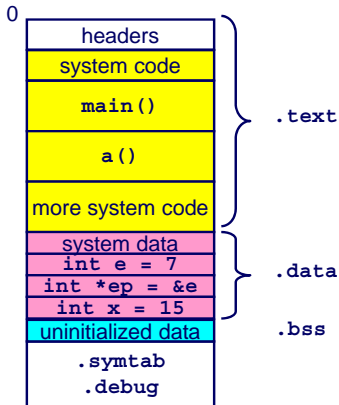 0
headers
system code
main()
.text
a()
more system code
system data
int e = 7
.data
int *ep = &e
int x = 15
uninitialized data
.bss
.symtab
.debug